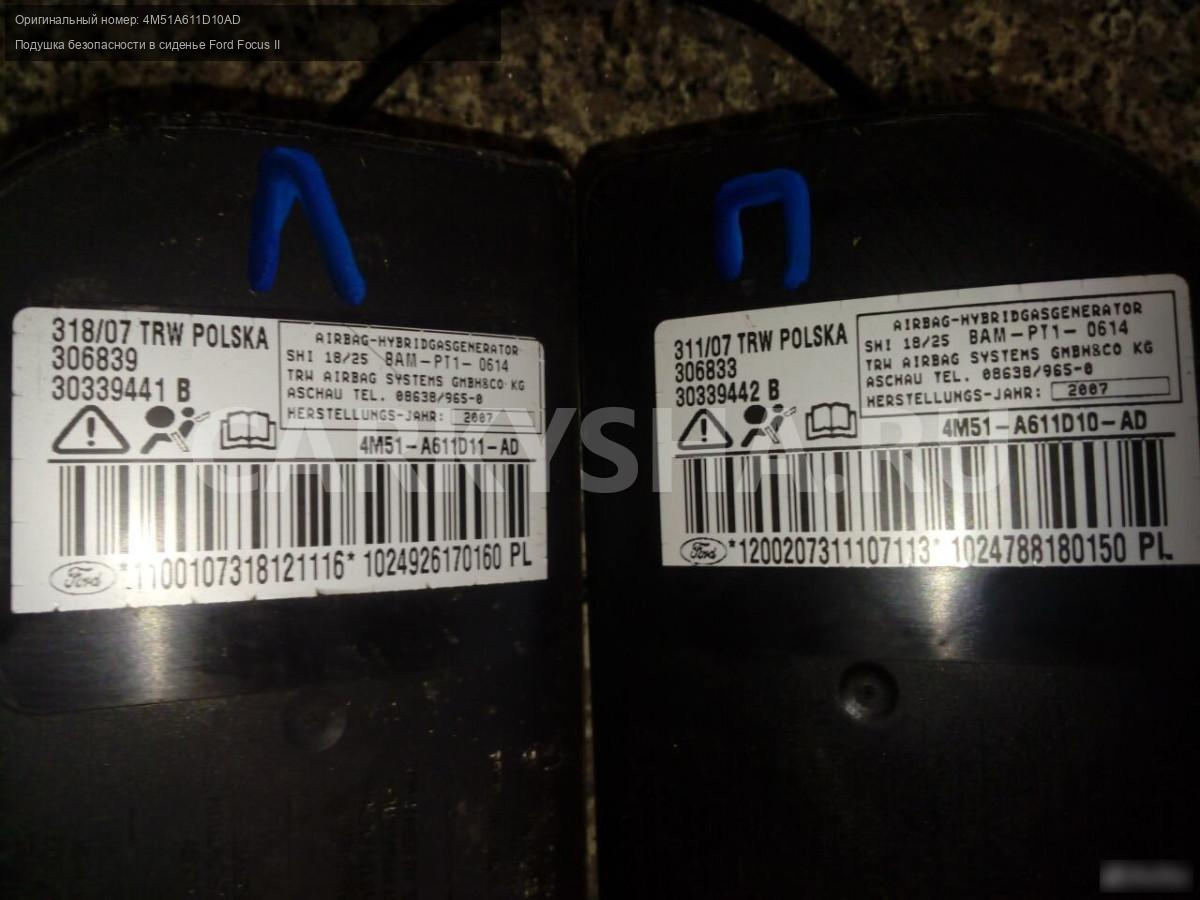 Оригинальный номер: 4M51A611D10AD
Подушка безопасности в сиденье Ford Focus II
Л
П
318/07 TRW POLSKA
306839
30339441 B
AIRBAG-HYBRIDGASGENERATOR
SHI 18/25 BAM-PT1-0614
TRW AIRBAG SYSTEMS GMBH&CO KG
ASCHAU TEL. 08638/965-0
HERSTELLUNGS-JAHR: 2007
4M51-A611D11-AD
Ford *1100107318121116* 1024926170160 PL
311/07 TRW POLSKA
306833
30339442 B
AIRBAG-HYBRIDGASGENERATOR
SHI 18/25 BAM-PT1-0614
TRW AIRBAG SYSTEMS GMBH&CO KG
ASCHAU TEL. 08638/965-0
HERSTELLUNGS-JAHR: 2007
4M51-A611D10-AD
Ford *1200207311107113* 1024788180150 PL
CARKYSHA.RU